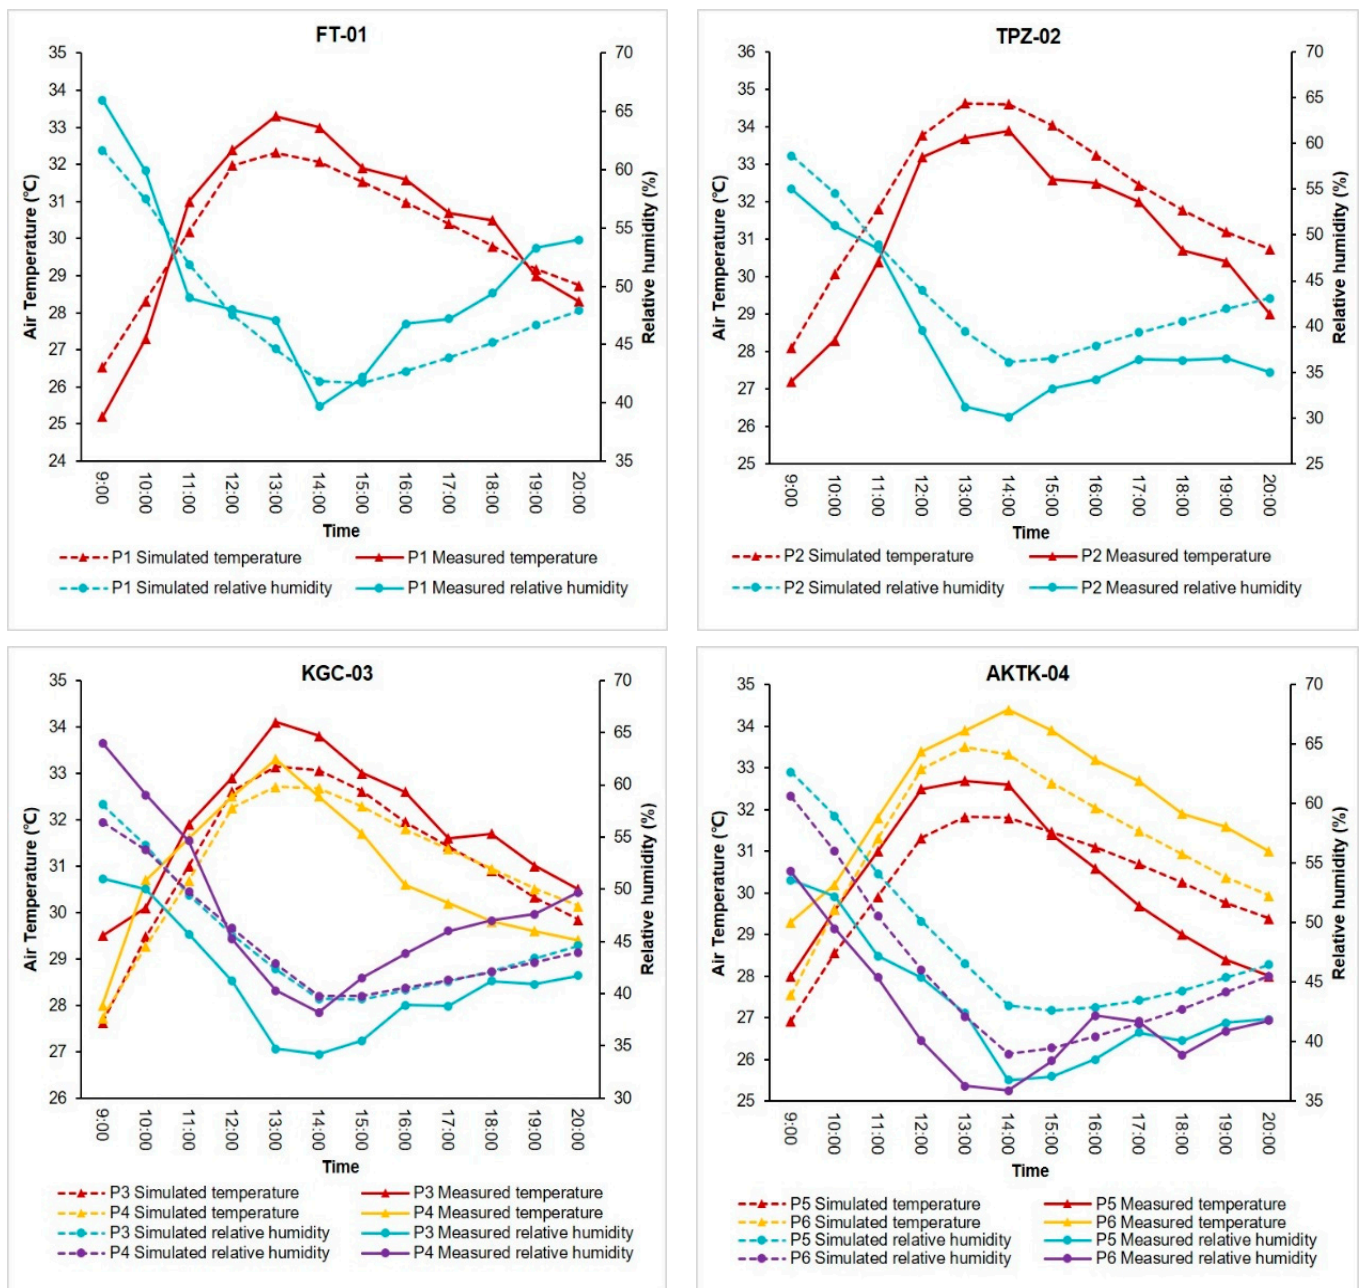 FT-01
Air Temperature (°C)
35
34
33
32
31
30
29
28
27
26
25
24
70
65
60
55
50
45
40
35
Relative humidity (%)
9:00 10:00 11:00 12:00 13:00 14:00 15:00 16:00 17:00 18:00 19:00 20:00
Time
P1 Simulated temperature P1 Measured temperature
P1 Simulated relative humidity P1 Measured relative humidity
TPZ-02
Air Temperature (°C)
36
35
34
33
32
31
30
29
28
27
26
25
70
65
60
55
50
45
40
35
30
25
Relative humidity (%)
9:00 10:00 11:00 12:00 13:00 14:00 15:00 16:00 17:00 18:00 19:00 20:00
Time
P2 Simulated temperature P2 Measured temperature
P2 Simulated relative humidity P2 Measured relative humidity
KGC-03
Air Temperature (°C)
35
34
33
32
31
30
29
28
27
26
70
65
60
55
50
45
40
35
30
Relative humidity (%)
9:00 10:00 11:00 12:00 13:00 14:00 15:00 16:00 17:00 18:00 19:00 20:00
Time
P3 Simulated temperature P3 Measured temperature
P4 Simulated temperature P4 Measured temperature
P3 Simulated relative humidity P3 Measured relative humidity
P4 Simulated relative humidity P4 Measured relative humidity
AKTK-04
Air Temperature (°C)
35
34
33
32
31
30
29
28
27
26
25
70
65
60
55
50
45
40
35
Relative humidity (%)
9:00 10:00 11:00 12:00 13:00 14:00 15:00 16:00 17:00 18:00 19:00 20:00
Time
P5 Simulated temperature P5 Measured temperature
P6 Simulated temperature P6 Measured temperature
P5 Simulated relative humidity P5 Measured relative humidity
P6 Simulated relative humidity P6 Measured relative humidity